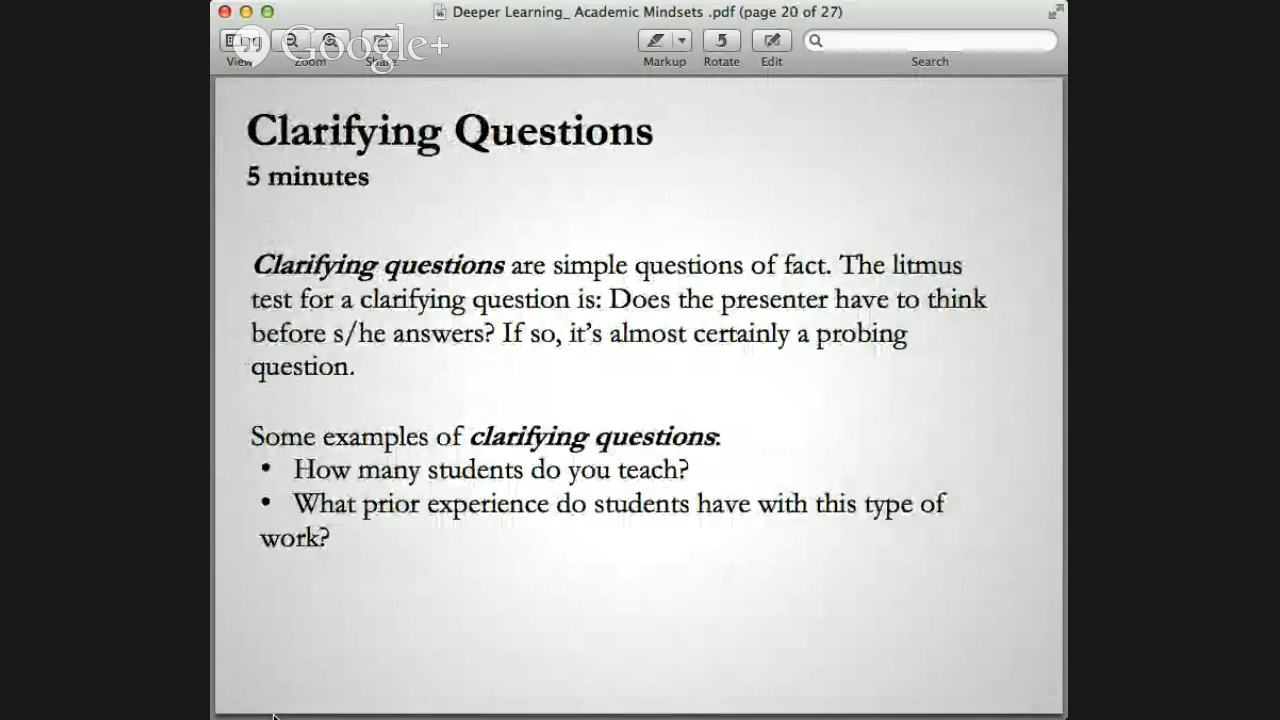 Deeper Learning_ Academic Mindsets .pdf (page 20 of 27)
Google+
View Zoom Share Markup Rotate Edit Search
Clarifying Questions
5 minutes
Clarifying questions are simple questions of fact. The litmus
test for a clarifying question is: Does the presenter have to think
before s/he answers? If so, it's almost certainly a probing
question.
Some examples of clarifying questions:
• How many students do you teach?
• What prior experience do students have with this type of
work?